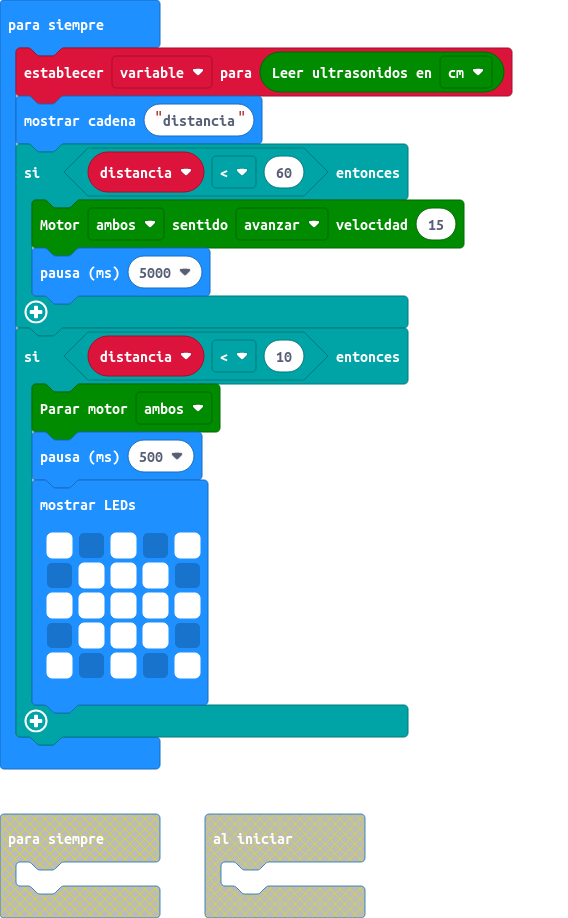 para siempre
establecer variable para Leer ultrasonidos en cm
mostrar cadena "distancia"
si distancia < 60 entonces
Motor ambos sentido avanzar velocidad 15
pausa (ms) 5000
si distancia < 10 entonces
Parar motor ambos
pausa (ms) 500
mostrar LEDs
para siempre al iniciar